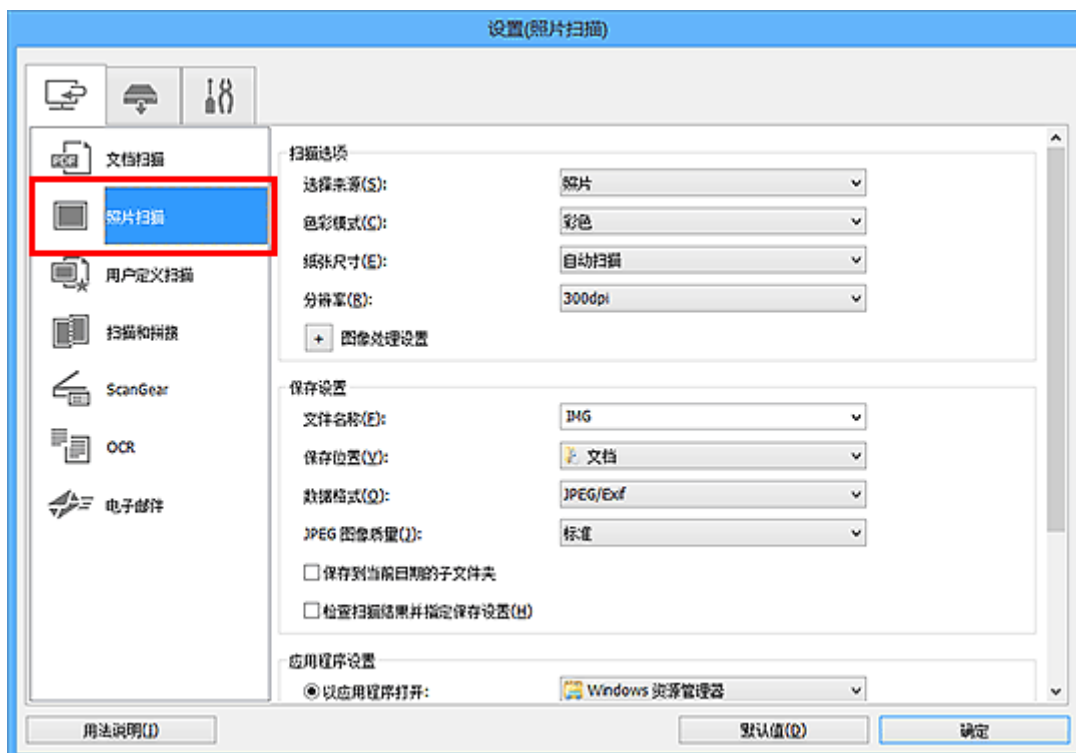 设置(照片扫描)
文档扫描
照片扫描
用户定义扫描
扫描和拼接
ScanGear
OCR
电子邮件
扫描选项
选择来源(S): 照片
色彩模式(C): 彩色
纸张尺寸(E): 自动扫描
分辨率(R): 300dpi
+ 图像处理设置
保存设置
文件名称(F): IMG
保存位置(V): 文档
数据格式(O): JPEG/Exif
JPEG 图像质量(J): 标准
保存到当前日期的子文件夹
检查扫描结果并指定保存设置(H)
应用程序设置
以应用程序打开: Windows 资源管理器
用法说明(I) 默认值(D) 确定